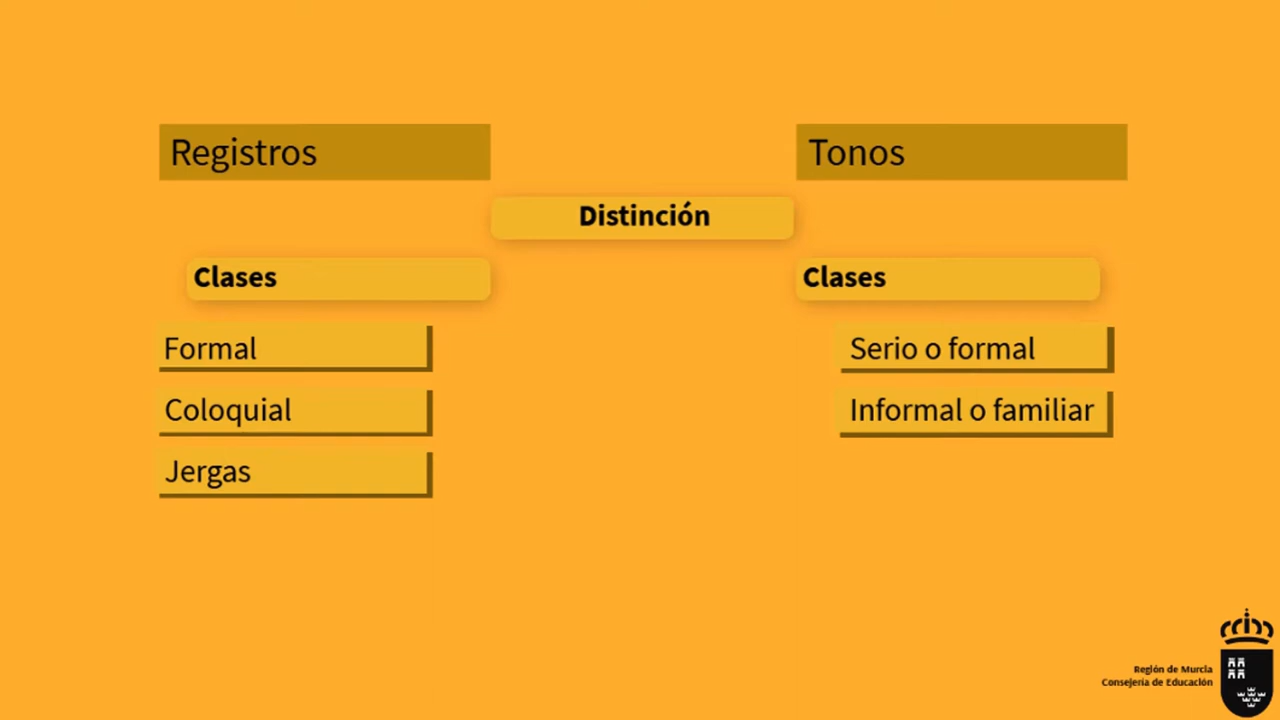 Registros
Tonos
Distinción
Clases
Clases
Formal
Serio o formal
Coloquial
Informal o familiar
Jergas
Región de Murcia
Consejería de Educación